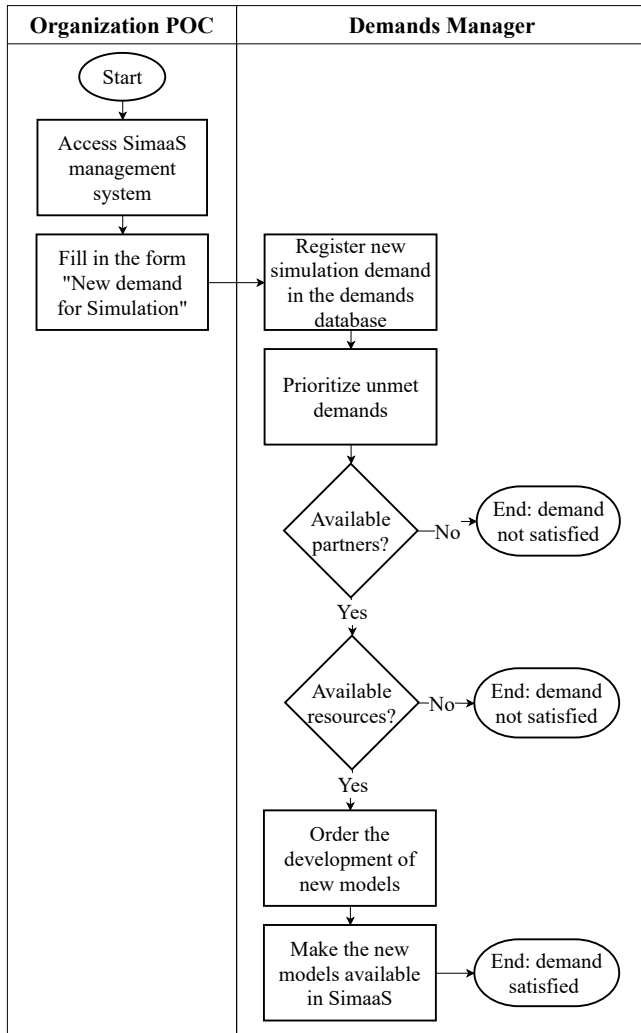 Organization POC
Demands Manager
Start
Access SimaaS
management
system
Fill in the form
"New demand
for Simulation"
Register new
simulation demand
in the demands
database
Prioritize unmet
demands
Available
partners?
No
End: demand
not satisfied
Yes
Available
resources?
No
End: demand
not satisfied
Yes
Order the
development of
new models
Make the new
models available
in SimaaS
End: demand
satisfied